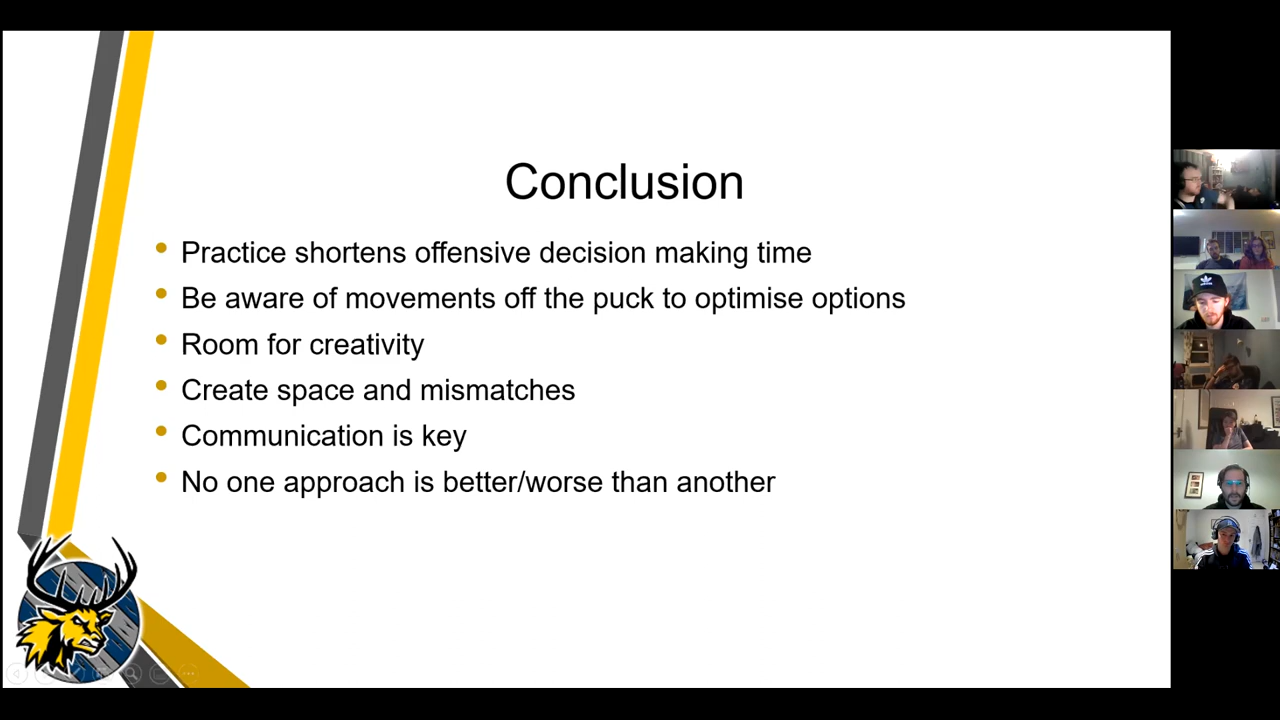 Conclusion
Practice shortens offensive decision making time
Be aware of movements off the puck to optimise options
Room for creativity
Create space and mismatches
Communication is key
No one approach is better/worse than another